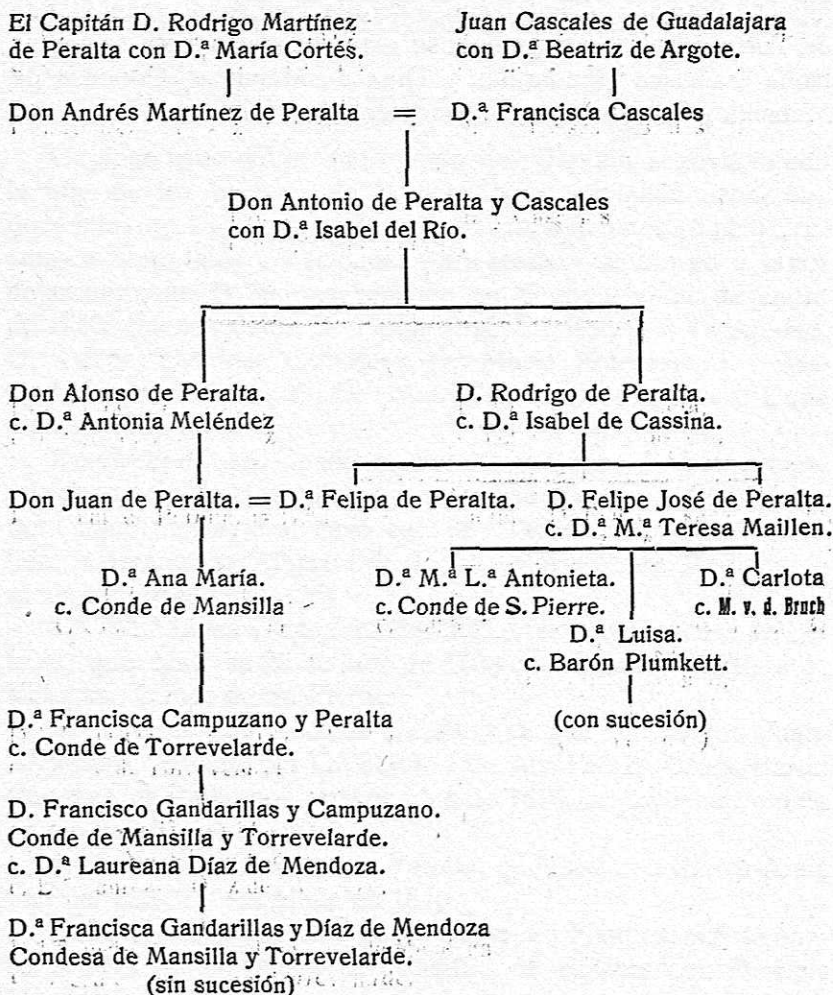 El Capitán D. Rodrigo Martínez
de Peralta con D.ª María Cortés.
Juan Cascales de Guadalajara
con D.ª Beatriz de Argote.
Don Andrés Martínez de Peralta = D.ª Francisca Cascales
Don Antonio de Peralta y Cascales
con D.ª Isabel del Río.
Don Alonso de Peralta.
c. D.ª Antonia Meléndez
D. Rodrigo de Peralta.
c. D.ª Isabel de Cassina.
Don Juan de Peralta. = D.ª Felipa de Peralta.
D. Felipe José de Peralta.
c. D.ª M.ª Teresa Maillen.
D.ª Ana María.
c. Conde de Mansilla
D.ª M.ª L.ª Antonieta.
c. Conde de S. Pierre.
D.ª Carlota
c. M. v. d. Bruch
D.ª Luisa.
c. Barón Plumkett.
(con sucesión)
D.ª Francisca Campuzano y Peralta
c. Conde de Torrevelarde.
D. Francisco Gandarillas y Campuzano.
Conde de Mansilla y Torrevelarde.
c. D.ª Laureana Díaz de Mendoza.
D.ª Francisca Gandarillas y Díaz de Mendoza
Condesa de Mansilla y Torrevelarde.
(sin sucesión)